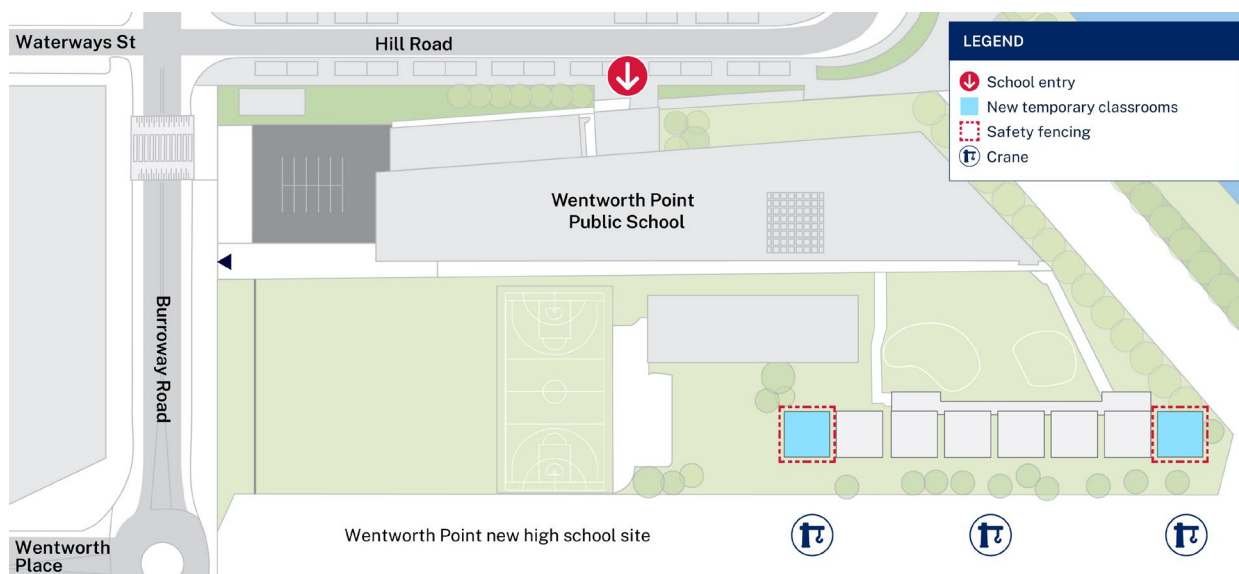 Waterways St
Hill Road
LEGEND
School entry
New temporary classrooms
Safety fencing
Crane
Wentworth Point
Public School
Burroway Road
Wentworth Point new high school site
Wentworth
Place